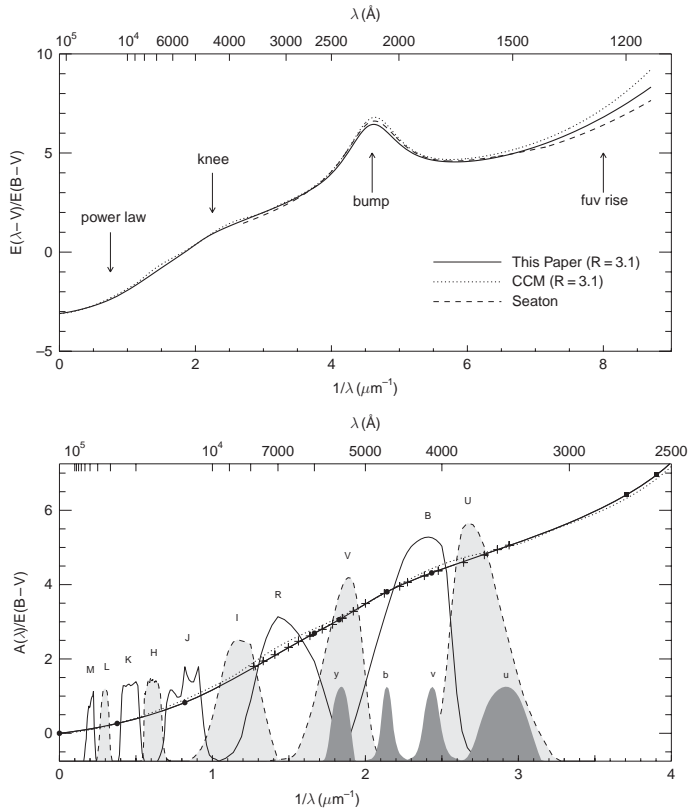 λ (Å)
10⁵ 10⁴ 6000 4000 3000 2500 2000 1500 1200
10
5
0
−5
E(λ−V)/E(B−V)
power law
knee
bump
fuv rise
This Paper (R = 3.1)
CCM (R = 3.1)
Seaton
0 2 4 6 8
1/λ (μm⁻¹)
λ (Å)
10⁵ 10⁴ 7000 5000 4000 3000 2500
6
4
2
0
A(λ)/E(B−V)
M L K H J I R V B U
y b v u
0 1 2 3 4
1/λ (μm⁻¹)